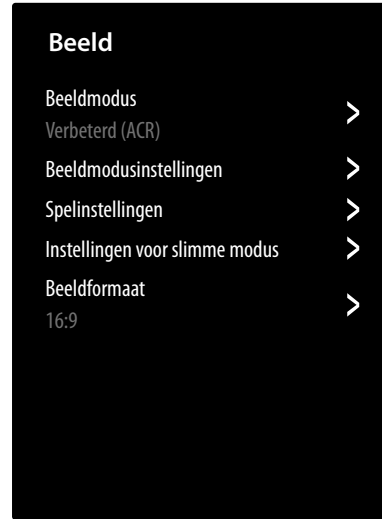 Beeld
Beeldmodus
Verbeterd (ACR)
Beeldmodusinstellingen
Spelinstellingen
Instellingen voor slimme modus
Beeldformaat
16:9